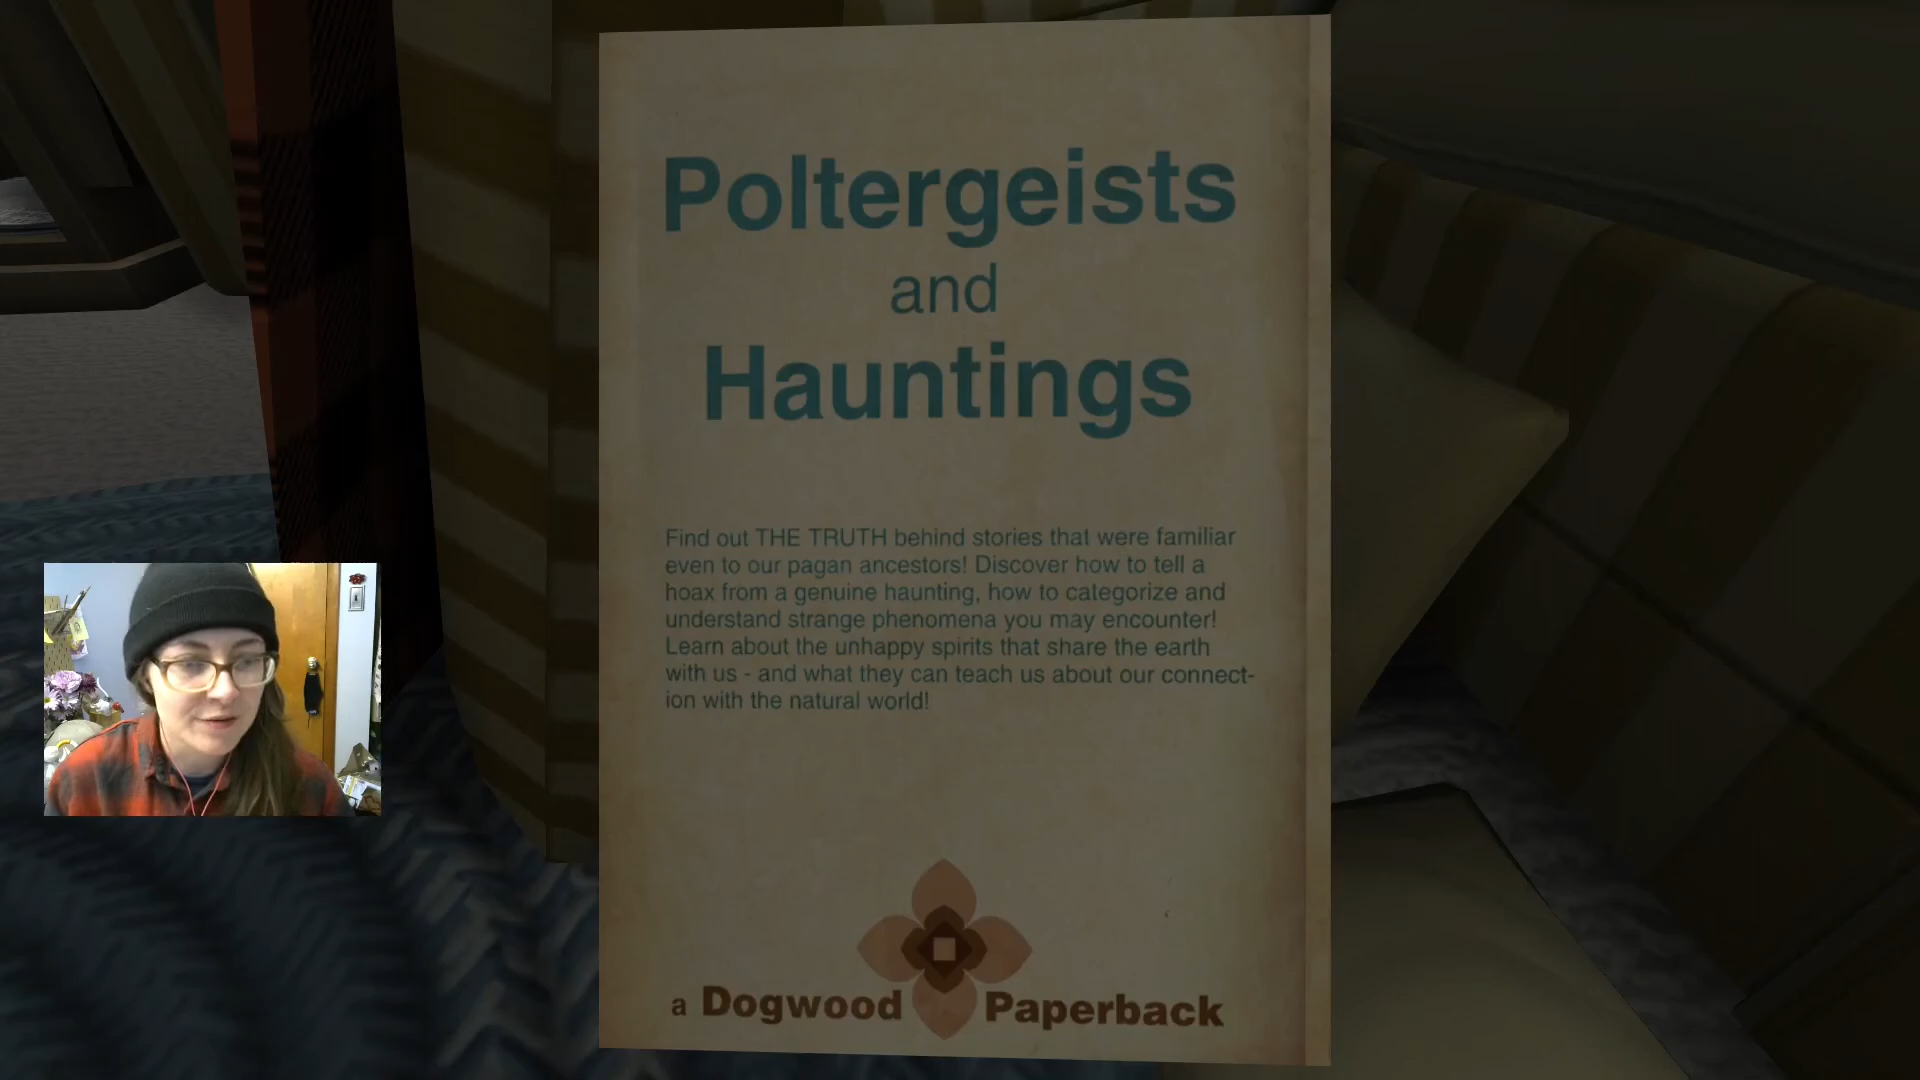 Poltergeists
and
Hauntings
Find out THE TRUTH behind stories that were familiar
even to our pagan ancestors! Discover how to tell a
hoax from a genuine haunting, how to categorize and
understand strange phenomena you may encounter!
Learn about the unhappy spirits that share the earth
with us - and what they can teach us about our connect-
ion with the natural world!
a Dogwood Paperback